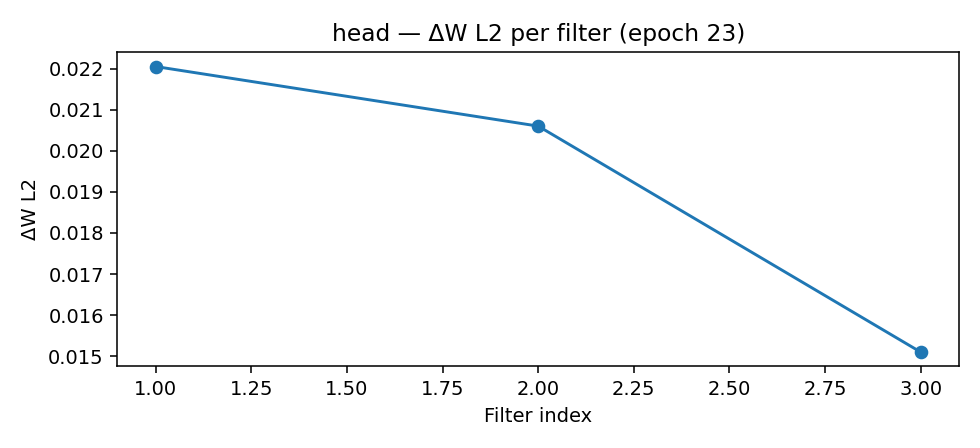 head — ΔW L2 per filter (epoch 23)
0.022
0.021
0.020
0.019
0.018
0.017
0.016
0.015
ΔW L2
1.00 1.25 1.50 1.75 2.00 2.25 2.50 2.75 3.00
Filter index